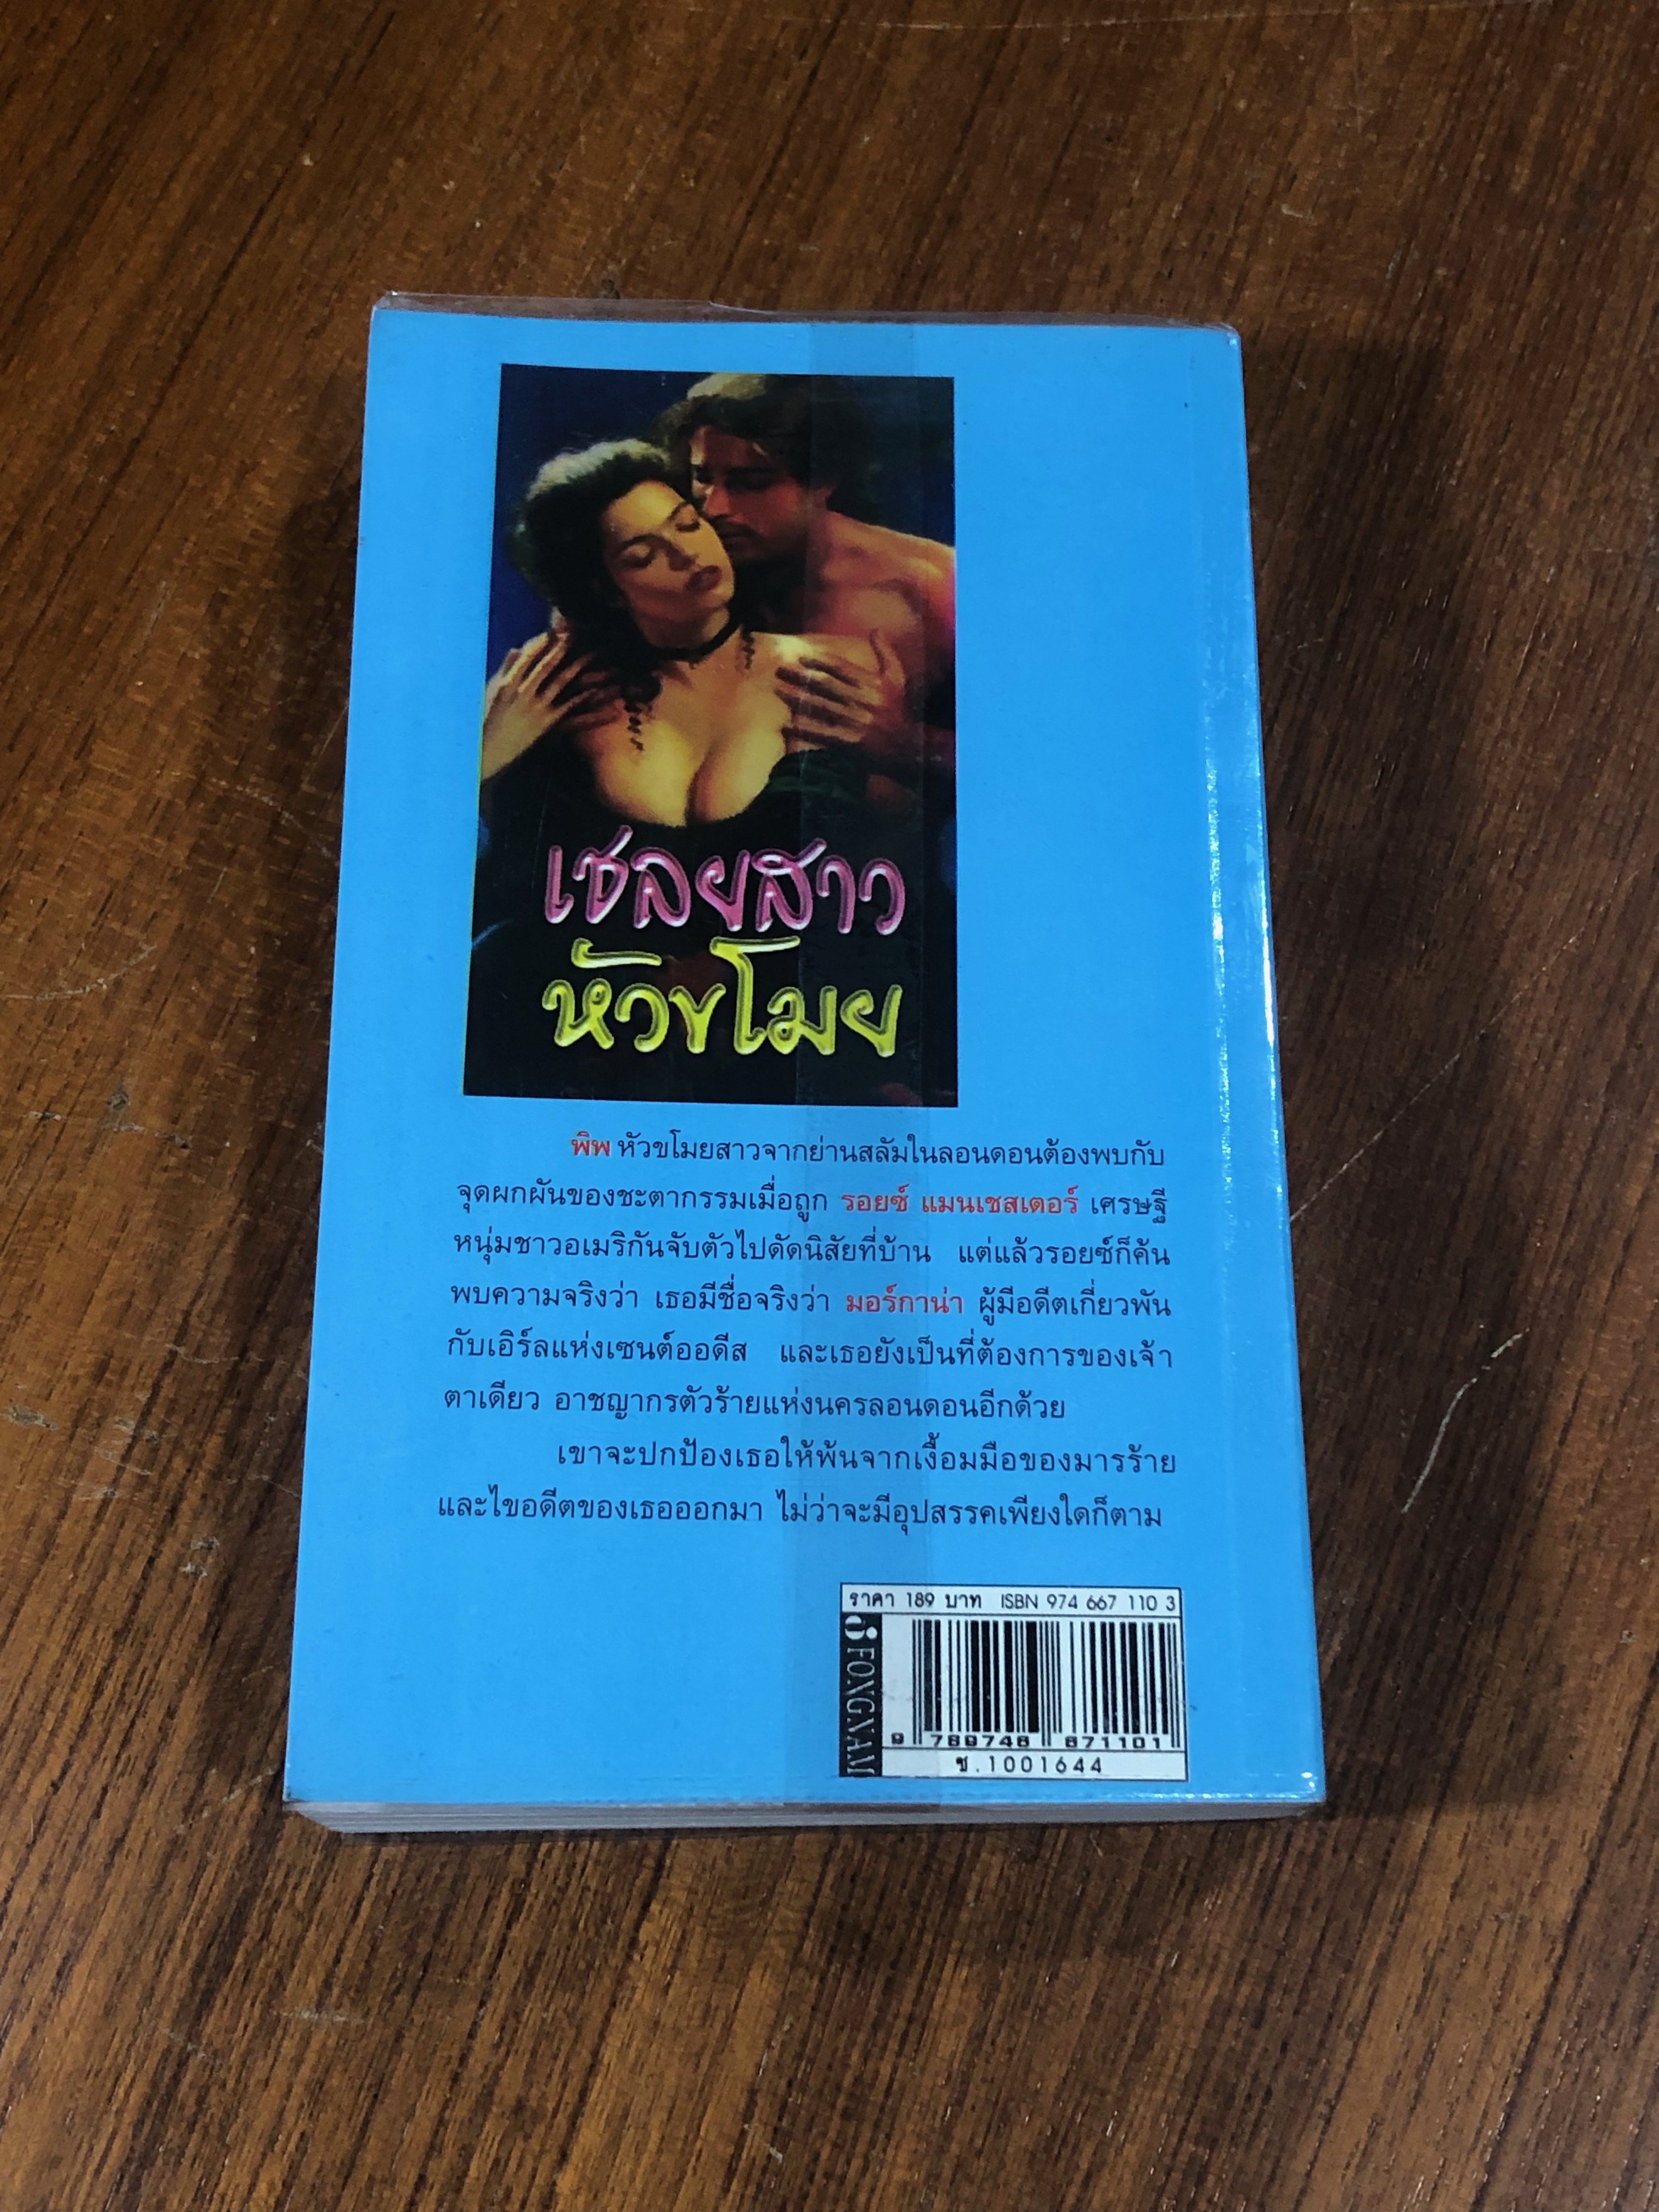 เชลยสาว
หัวขโมย
พิพ หัวขโมยสาวจากย่านสลัมในลอนดอนต้องพบกับ
จุดผกผันของชะตากรรมเมื่อถูก รอยซ์ แมนเชสเตอร์ เศรษฐี
หนุ่มชาวอเมริกันจับตัวไปดัดนิสัยที่บ้าน แต่แล้วรอยซ์ก็ค้น
พบความจริงว่า เธอมีชื่อจริงว่า มอร์กาน่า ผู้มีอดีตเกี่ยวพัน
กับเอิร์ลแห่งเซนต์ออดีส และเธอยังเป็นที่ต้องการของเจ้า
ตาเดียว อาชญากรตัวร้ายแห่งนครลอนดอนอีกด้วย
เขาจะปกป้องเธอให้พ้นจากเงื้อมมือของมารร้าย
และไขอดีตของเธอออกมา ไม่ว่าจะมีอุปสรรคเพียงใดก็ตาม
ราคา 189 บาท ISBN 974 667 110 3
FONGNAM
9 789746 671101
ช.1001644